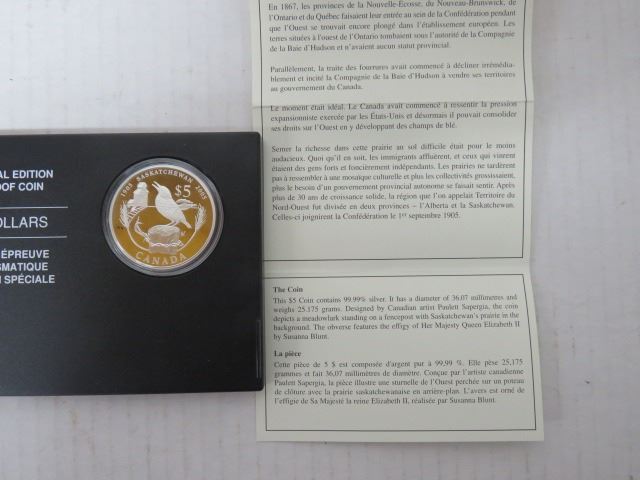 En 1867, les provinces de la Nouvelle-Écosse, du Nouveau-Brunswick, de
l'Ontario et du Québec faisaient leur entrée au sein de la Confédération pendant
que l'Ouest se trouvait encore plongé dans l'établissement européen. Les
terres situées à l'ouest de l'Ontario tombaient sous l'autorité de la Compagnie
de la Baie d'Hudson et n'avaient aucun statut provincial.
Parallèlement, la traite des fourrures avait commencé à décliner irrémédia-
blement et incité la Compagnie de la Baie d'Hudson à vendre ses territoires
au gouvernement du Canada.
Le moment était idéal. Le Canada avait commencé à ressentir la pression
expansionniste exercée par les États-Unis et désormais il pouvait consolider
ses droits sur l'Ouest en y développant des champs de blé.
Semer la richesse dans cette prairie au sol difficile était pour le moins
audacieux. Quoi qu'il en soit, les immigrants affluèrent, et ceux qui vinrent
étaient des gens forts et foncièrement indépendants. Les prairies ne tardèrent
pas à ressembler à une mosaïque culturelle et plus les collectivités grossissaient,
plus le besoin d'un gouvernement provincial autonome se faisait sentir. Après
plus de 30 ans de croissance solide, la région que l'on appelait Territoire du
Nord-Ouest fut divisée en deux provinces – l'Alberta et la Saskatchewan.
Celles-ci joignirent la Confédération le 1er septembre 1905.
AL EDITION
OOF COIN
OLLARS
ÉPREUVE
ISMATIQUE
N SPÉCIALE
1905 SASKATCHEWAN 2005
$5
CANADA
The Coin
This $5 Coin contains 99.99% silver. It has a diameter of 36.07 millimetres and
weighs 25.175 grams. Designed by Canadian artist Paulett Sapergia, the coin
depicts a meadowlark standing on a fencepost with Saskatchewan's prairie in
the background. The obverse features the effigy of Her Majesty Queen Elizabeth II
by Susanna Blunt.
La pièce
Cette pièce de 5 $ est composée d'argent pur à 99,99 %. Elle pèse 25,175
grammes et fait 36,07 millimètres de diamètre. Conçue par l'artiste canadienne
Paulett Sapergia, la pièce illustre une sturnelle de l'Ouest perchée sur un poteau
de clôture avec la prairie saskatchewanaise en arrière-plan. L'avers est orné de
l'effigie de Sa Majesté la reine Elizabeth II, réalisée par Susanna Blunt.